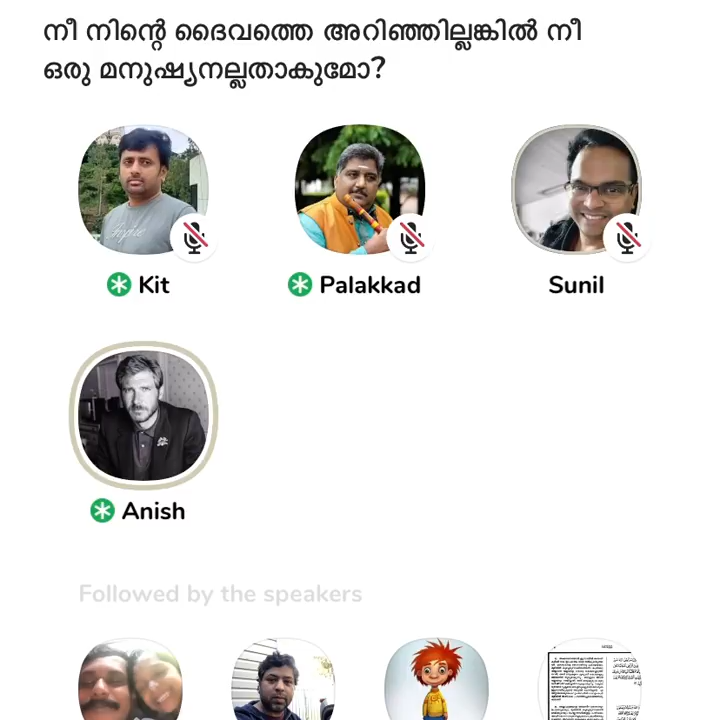 നീ നിന്റെ ദൈവത്തെ അറിഞ്ഞില്ലങ്കിൽ നീ
ഒരു മനുഷ്യനല്ലതാകുമോ?
Kit
Palakkad
Sunil
Anish
Followed by the speakers